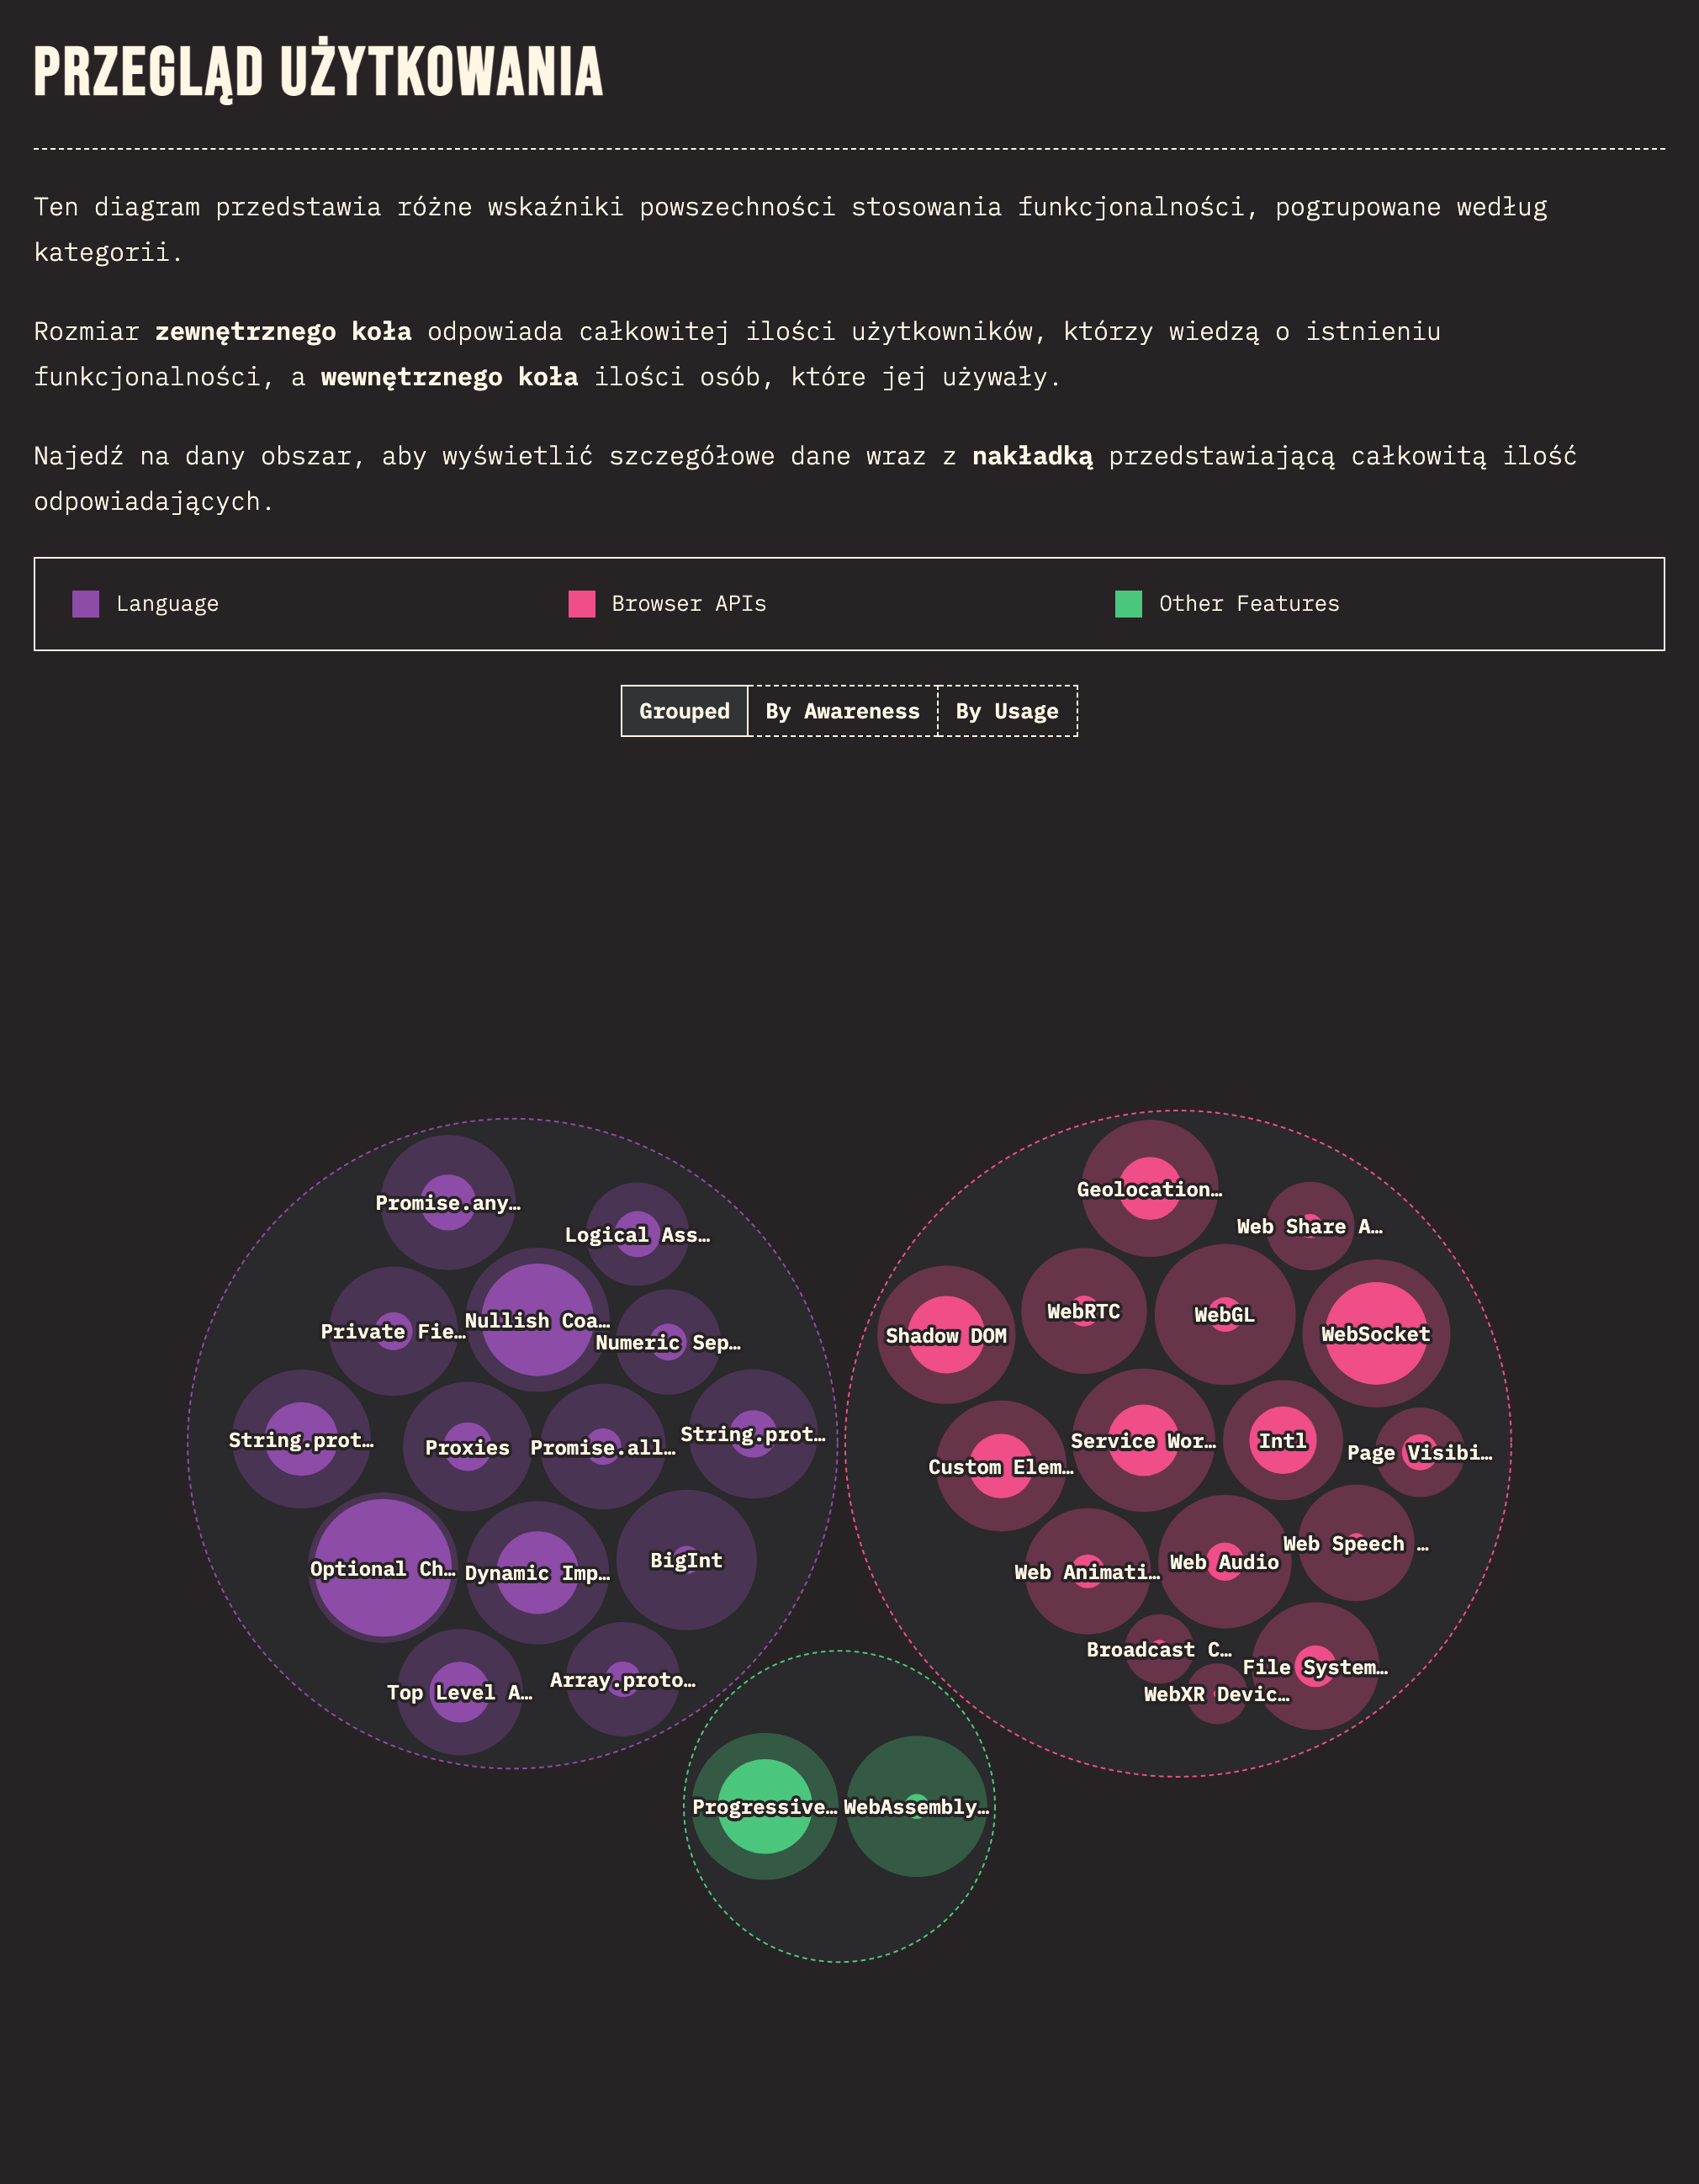 PRZEGLĄD UŻYTKOWANIA
Ten diagram przedstawia różne wskaźniki powszechności stosowania funkcjonalności, pogrupowane według
kategorii.
Rozmiar zewnętrznego koła odpowiada całkowitej ilości użytkowników, którzy wiedzą o istnieniu
funkcjonalności, a wewnętrznego koła ilości osób, które jej używały.
Najedź na dany obszar, aby wyświetlić szczegółowe dane wraz z nakładką przedstawiającą całkowitą ilość
odpowiadających.
Language
Browser APIs
Other Features
Grouped
By Awareness
By Usage
Promise.any…
Logical Ass…
Private Fie…
Nullish Coa…
Numeric Sep…
String.prot…
Proxies
Promise.all…
String.prot…
Optional Ch…
Dynamic Imp…
BigInt
Top Level A…
Array.proto…
Geolocation…
Web Share A…
Shadow DOM
WebRTC
WebGL
WebSocket
Custom Elem…
Service Wor…
Intl
Page Visibi…
Web Animati…
Web Audio
Web Speech …
Broadcast C…
File System…
WebXR Devic…
Progressive…
WebAssembly…